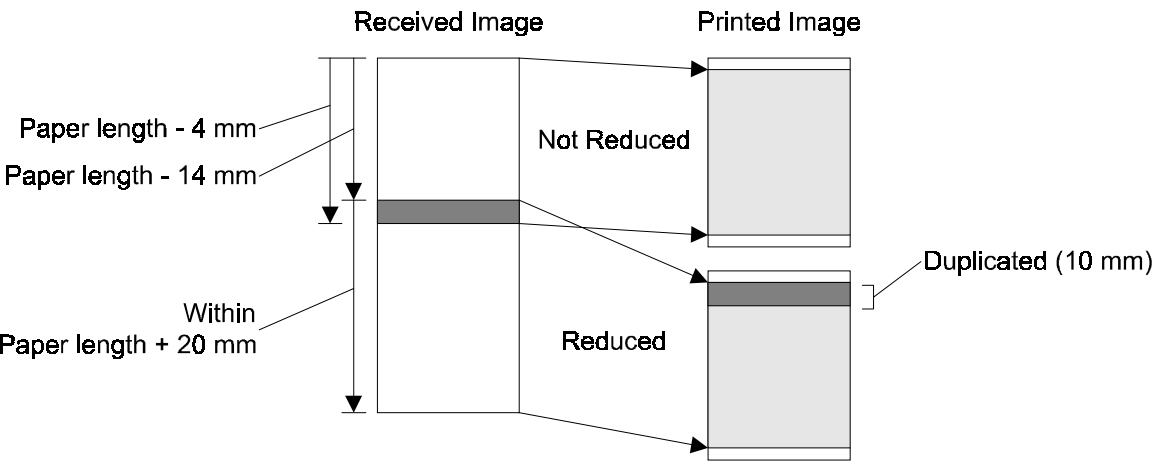 Received Image
Printed Image
Paper length - 4 mm
Not Reduced
Paper length - 14 mm
Duplicated (10 mm)
Within
Paper length + 20 mm
Reduced